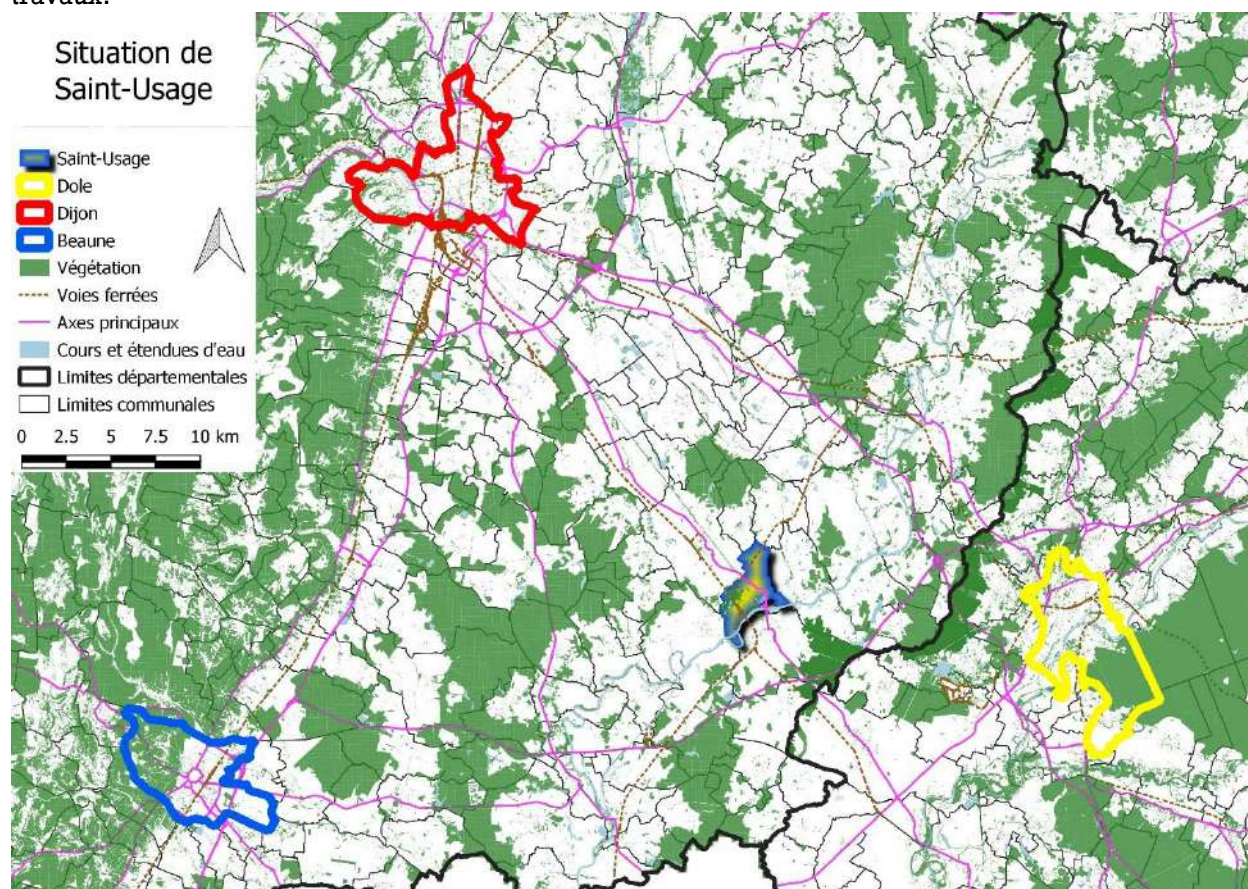 travaux.
Situation de
Saint-Usage
Saint-Usage
Dole
Dijon
Beaune
Végétation
Voies ferrées
Axes principaux
Cours et étendues d'eau
Limites départementales
Limites communales
0 2.5 5 7.5 10 km